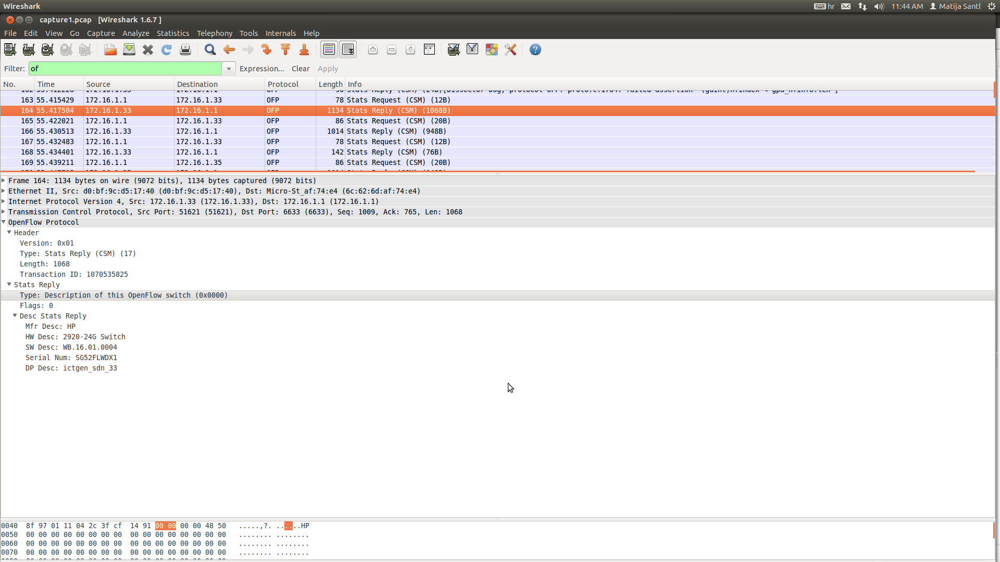 Wireshark hr 11:44 AM Matija Santl
capture1.pcap [Wireshark 1.6.7 ]
File Edit View Go Capture Analyze Statistics Telephony Tools Internals Help
Filter: of Expression... Clear Apply
No. Time Source Destination Protocol Length Info
163 55.415429 172.16.1.1 172.16.1.33 OFP 78 Stats Request (CSM) (12B)
164 55.417504 172.16.1.33 172.16.1.1 OFP 1134 Stats Reply (CSM) (1068B)
165 55.422021 172.16.1.1 172.16.1.33 OFP 86 Stats Request (CSM) (20B)
166 55.430513 172.16.1.33 172.16.1.1 OFP 1014 Stats Reply (CSM) (948B)
167 55.432483 172.16.1.1 172.16.1.33 OFP 78 Stats Request (CSM) (12B)
168 55.434401 172.16.1.33 172.16.1.1 OFP 142 Stats Reply (CSM) (76B)
169 55.439211 172.16.1.1 172.16.1.35 OFP 86 Stats Request (CSM) (20B)
Frame 164: 1134 bytes on wire (9072 bits), 1134 bytes captured (9072 bits)
Ethernet II, Src: d0:bf:9c:d5:17:40 (d0:bf:9c:d5:17:40), Dst: Micro-St_af:74:e4 (6c:62:6d:af:74:e4)
Internet Protocol Version 4, Src: 172.16.1.33 (172.16.1.33), Dst: 172.16.1.1 (172.16.1.1)
Transmission Control Protocol, Src Port: 51621 (51621), Dst Port: 6633 (6633), Seq: 1009, Ack: 765, Len: 1068
OpenFlow Protocol
Header
Version: 0x01
Type: Stats Reply (CSM) (17)
Length: 1068
Transaction ID: 1070535825
Stats Reply
Type: Description of this OpenFlow switch (0x0000)
Flags: 0
Desc Stats Reply
Mfr Desc: HP
HW Desc: 2920-24G Switch
SW Desc: WB.16.01.0004
Serial Num: SG52FLWDX1
DP Desc: ictgen_sdn_33
0040 8f 97 01 11 04 2c 3f cf 14 91 00 00 00 00 48 50 .....,?. ......HP
0050 00 00 00 00 00 00 00 00 00 00 00 00 00 00 00 00 ........ ........
0060 00 00 00 00 00 00 00 00 00 00 00 00 00 00 00 00 ........ ........
0070 00 00 00 00 00 00 00 00 00 00 00 00 00 00 00 00 ........ ........